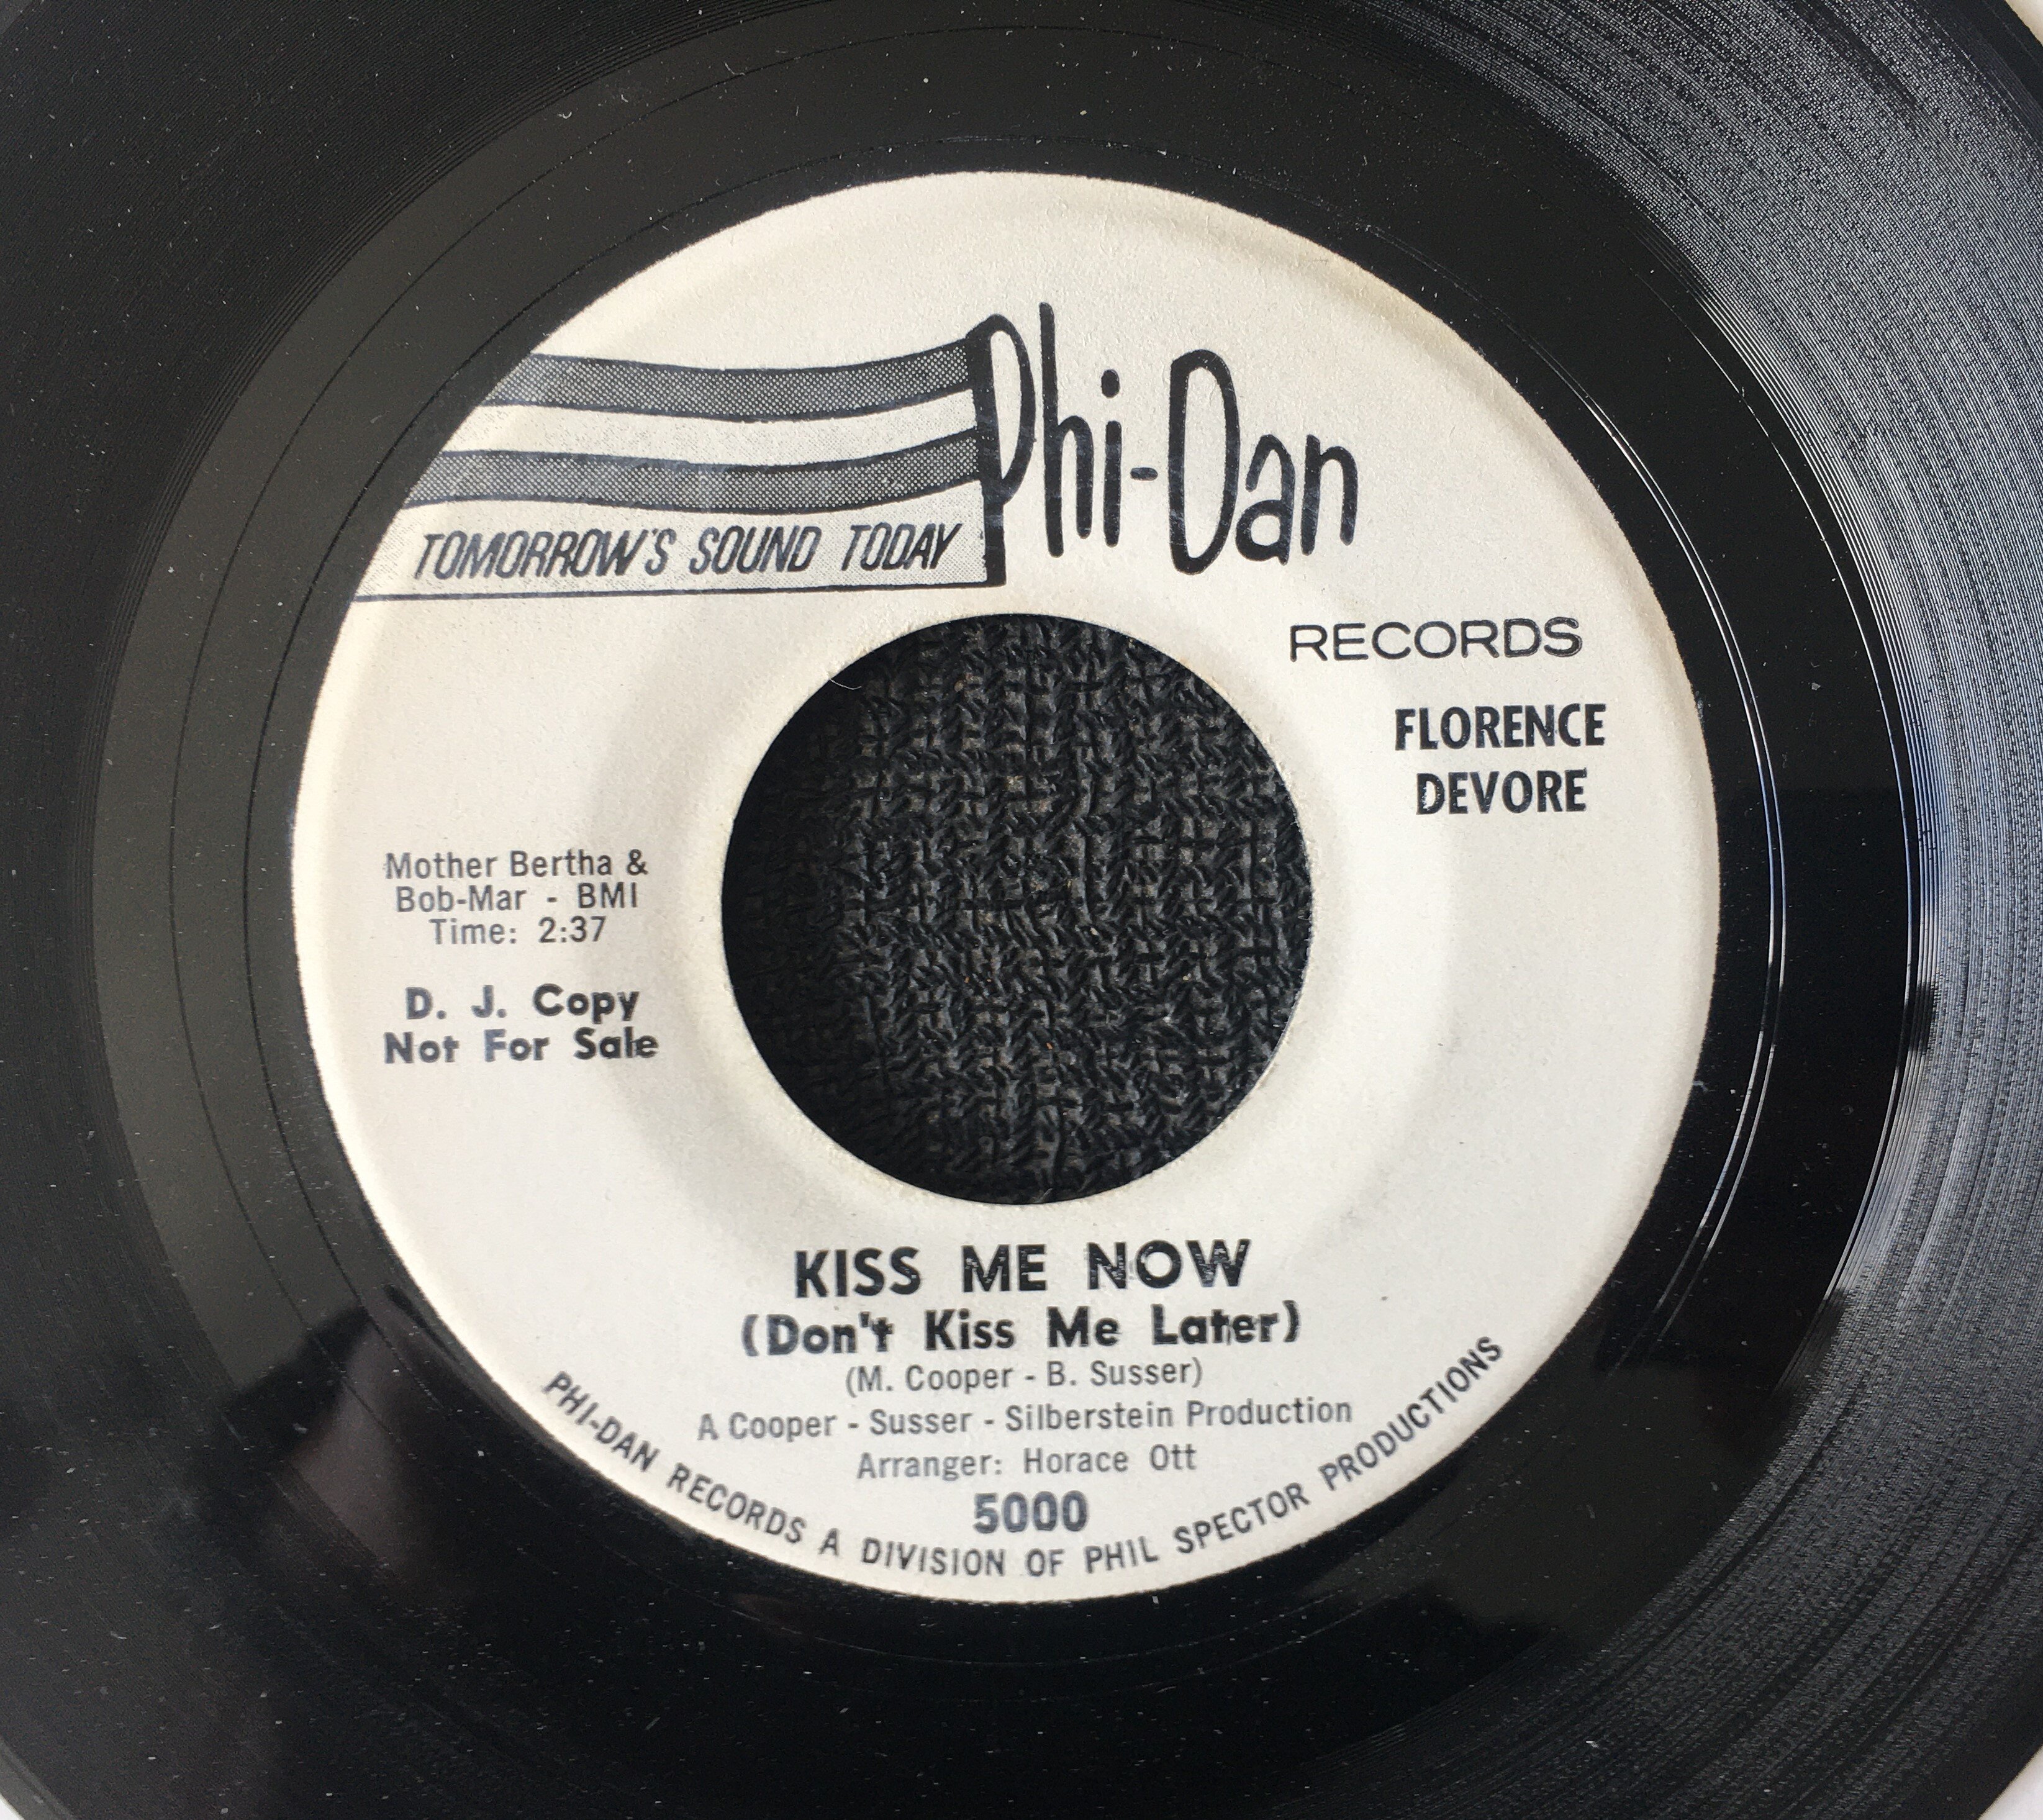 Phi-Dan
TOMORROW'S SOUND TODAY
RECORDS
FLORENCE
DEVORE
Mother Bertha &
Bob-Mar - BMI
Time: 2:37
D. J. Copy
Not For Sale
KISS ME NOW
(Don't Kiss Me Later)
(M. Cooper - B. Susser)
A Cooper - Susser - Silberstein Production
Arranger: Horace Ott
5000
PHI-DAN RECORDS A DIVISION OF PHIL SPECTOR PRODUCTIONS